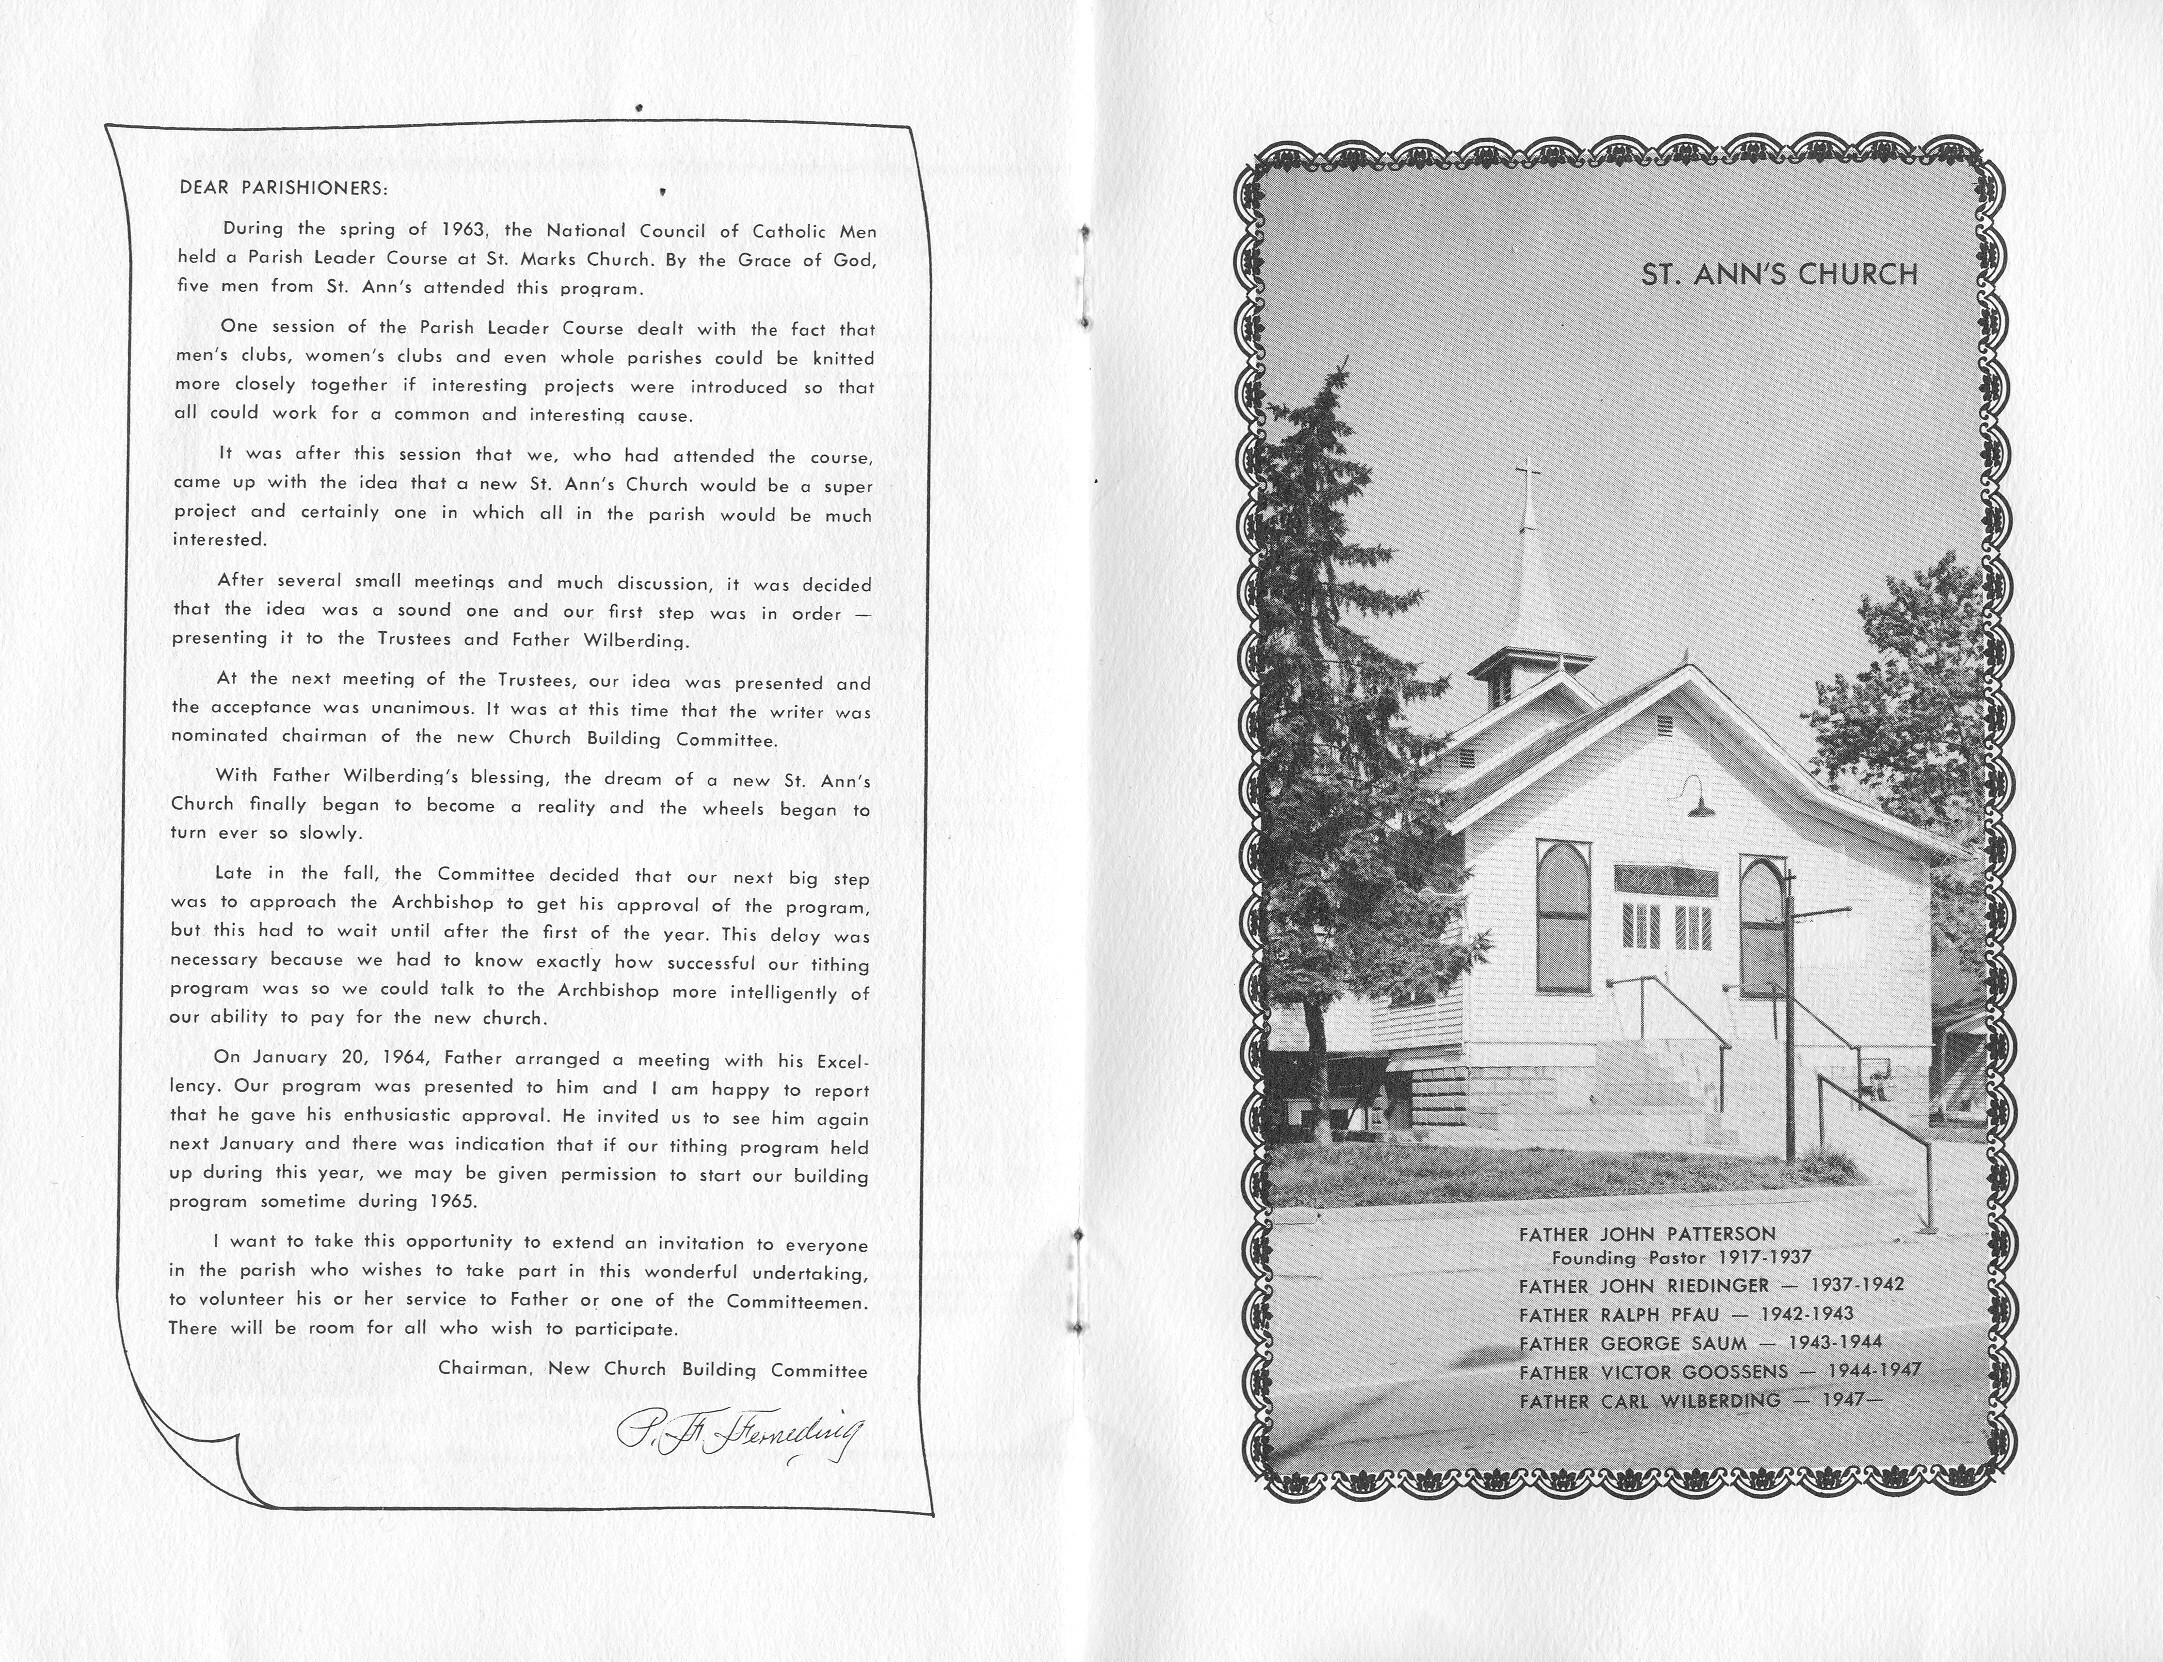 DEAR PARISHIONERS:
During the spring of 1963, the National Council of Catholic Men
held a Parish Leader Course at St. Marks Church. By the Grace of God,
five men from St. Ann's attended this program.
One session of the Parish Leader Course dealt with the fact that
men's clubs, women's clubs and even whole parishes could be knitted
more closely together if interesting projects were introduced so that
all could work for a common and interesting cause.
It was after this session that we, who had attended the course,
came up with the idea that a new St. Ann's Church would be a super
project and certainly one in which all in the parish would be much
interested.
After several small meetings and much discussion, it was decided
that the idea was a sound one and our first step was in order —
presenting it to the Trustees and Father Wilberding.
At the next meeting of the Trustees, our idea was presented and
the acceptance was unanimous. It was at this time that the writer was
nominated chairman of the new Church Building Committee.
With Father Wilberding's blessing, the dream of a new St. Ann's
Church finally began to become a reality and the wheels began to
turn ever so slowly.
Late in the fall, the Committee decided that our next big step
was to approach the Archbishop to get his approval of the program,
but this had to wait until after the first of the year. This delay was
necessary because we had to know exactly how successful our tithing
program was so we could talk to the Archbishop more intelligently of
our ability to pay for the new church.
On January 20, 1964, Father arranged a meeting with his Excel-
lency. Our program was presented to him and I am happy to report
that he gave his enthusiastic approval. He invited us to see him again
next January and there was indication that if our tithing program held
up during this year, we may be given permission to start our building
program sometime during 1965.
I want to take this opportunity to extend an invitation to everyone
in the parish who wishes to take part in this wonderful undertaking,
to volunteer his or her service to Father or one of the Committeemen.
There will be room for all who wish to participate.
Chairman, New Church Building Committee
P. H. Ferneding
ST. ANN'S CHURCH
FATHER JOHN PATTERSON
Founding Pastor 1917-1937
FATHER JOHN RIEDINGER — 1937-1942
FATHER RALPH PFAU — 1942-1943
FATHER GEORGE SAUM — 1943-1944
FATHER VICTOR GOOSSENS — 1944-1947
FATHER CARL WILBERDING — 1947—